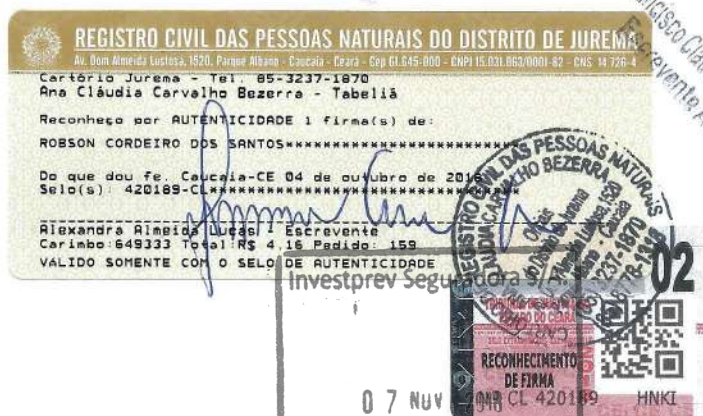 REGISTRO CIVIL DAS PESSOAS NATURAIS DO DISTRITO DE JUREMA
Av. Dom Almeida Lustosa, 1520, Parque Albano - Caucaia - Ceará - Cep 61.645-000 - CNPJ 15.031.863/0001-82 - CNS 14.726-4
Cartório Jurema - Tel. 85-3237-1870
Ana Cláudia Carvalho Bezerra - Tabeliã
Reconheço por AUTENTICIDADE 1 firma(s) de:
ROBSON CORDEIRO DOS SANTOS
Do que dou fe. Caucaia-CE 04 de outubro de 2018
Selo(s): 420189-CL
Alexandra Almeida Lucas - Escrevente
Carimbo:649333 Total:R$ 4,16 Pedido: 159
VALIDO SOMENTE COM O SELO DE AUTENTICIDADE
Escrevente
Investprev Seguradora
02
RECONHECIMENTO
DE FIRMA
CL 420189
HNKI
07 NOV 2018